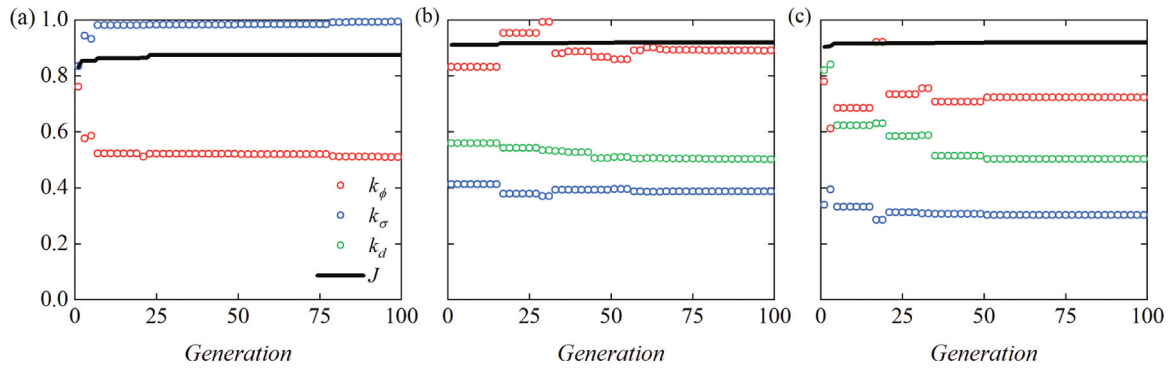 (a) (b) (c)
1.0
0.8
0.6
0.4
0.2
0.0
k_ϕ
k_σ
k_d
J
0 25 50 75 100 0 25 50 75 100 0 25 50 75 100
Generation Generation Generation